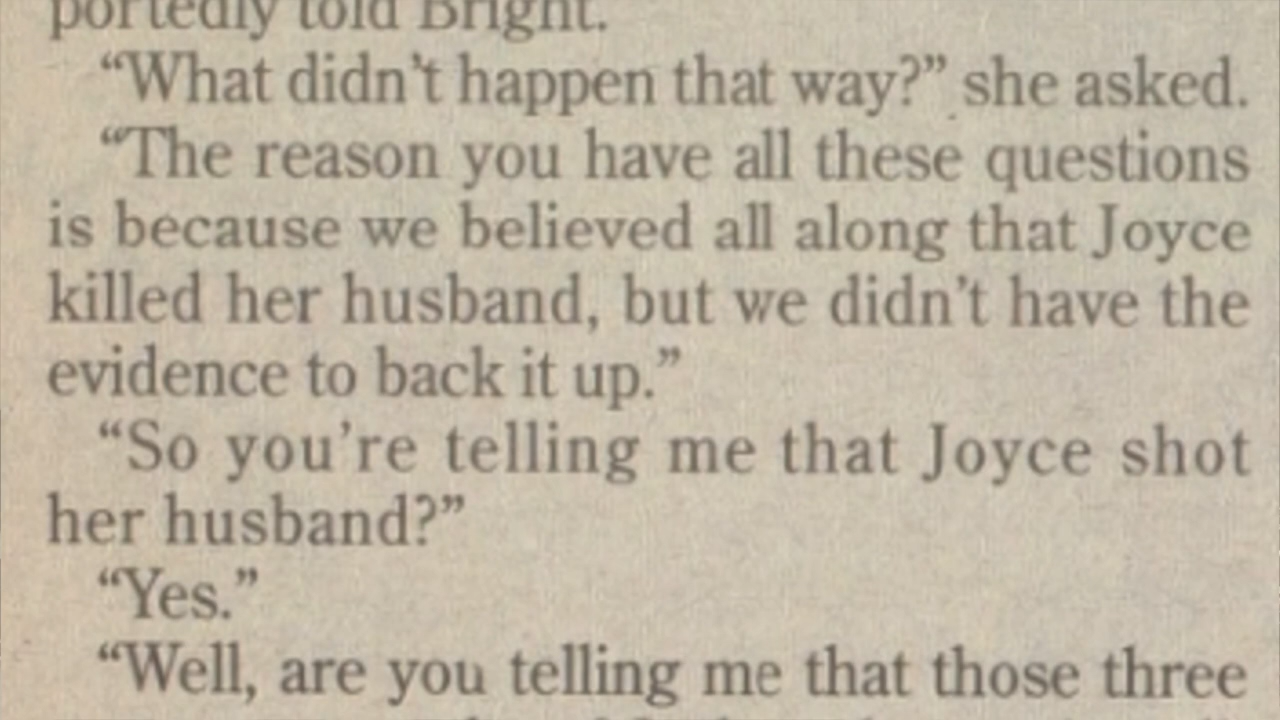 portedly told Bright.
“What didn’t happen that way?” she asked.
“The reason you have all these questions
is because we believed all along that Joyce
killed her husband, but we didn’t have the
evidence to back it up.”
“So you’re telling me that Joyce shot
her husband?”
“Yes.”
“Well, are you telling me that those three